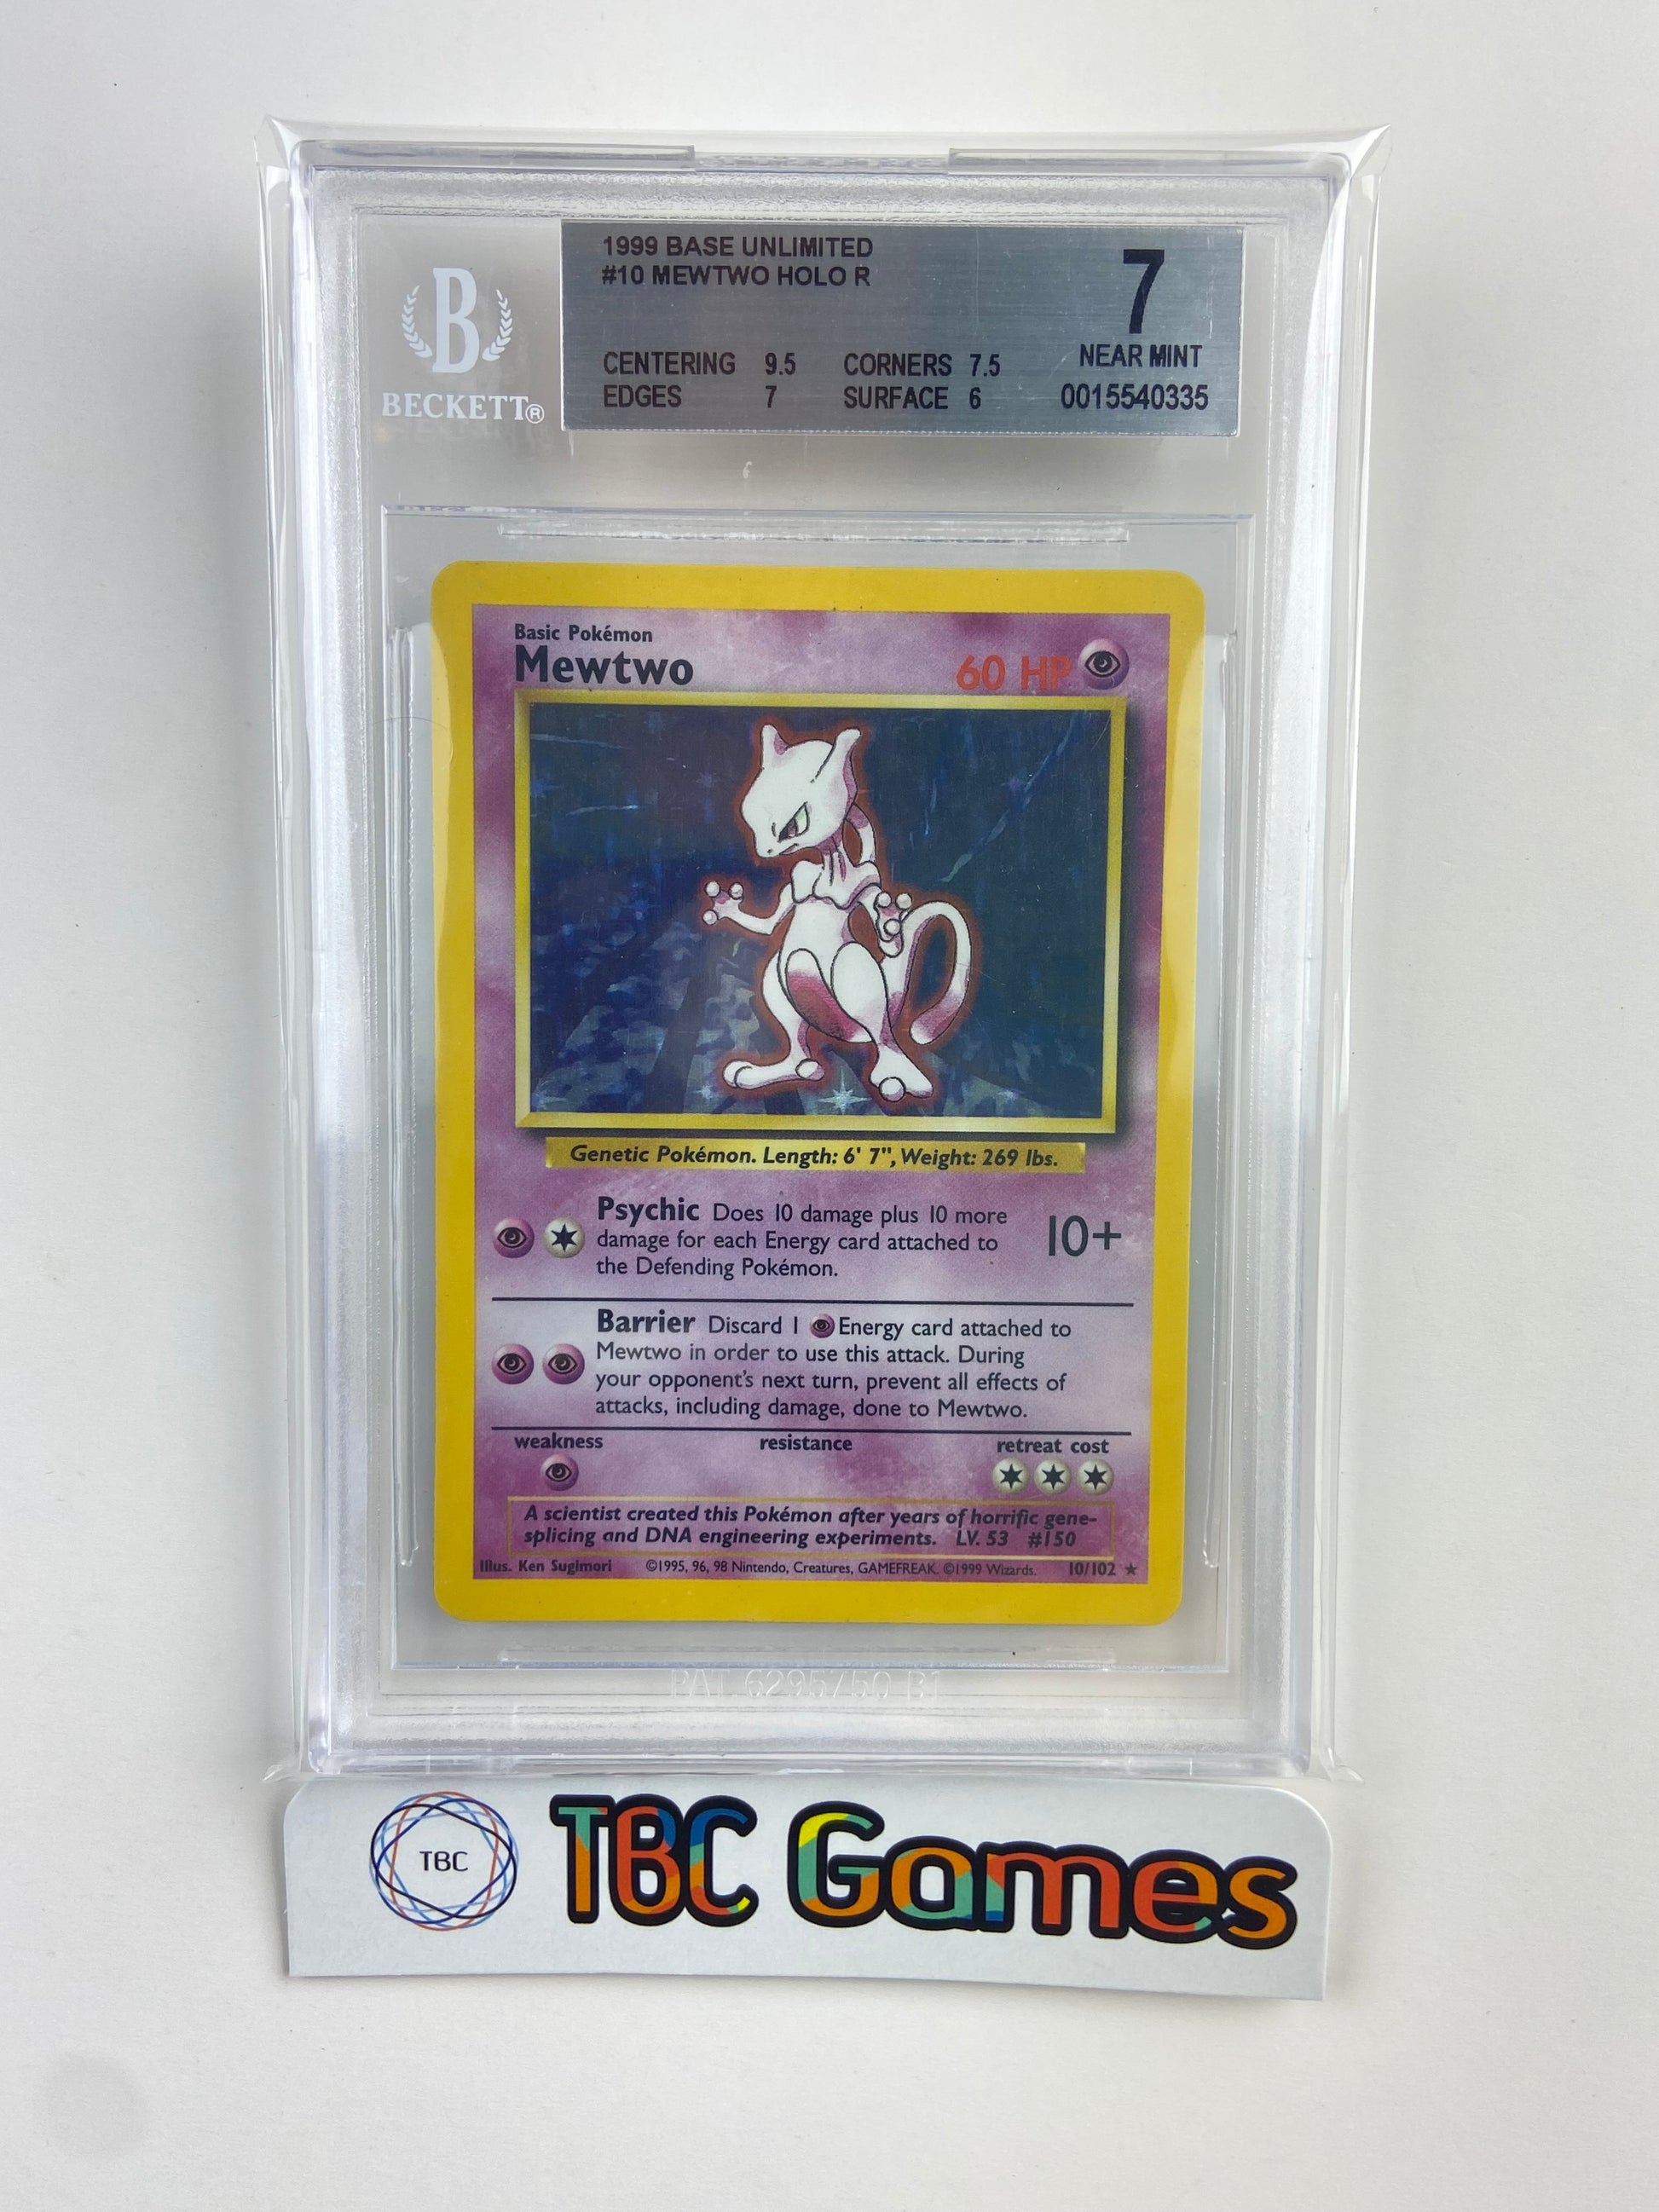 1999 BASE UNLIMITED
#10 MEWTWO HOLO R
7
CENTERING 9.5 CORNERS 7.5
NEAR MINT
EDGES 7 SURFACE 6
0015540335
B
BECKETT®
Basic Pokémon
Mewtwo 60 HP
Genetic Pokémon. Length: 6' 7", Weight: 269 lbs.
Psychic Does 10 damage plus 10 more
damage for each Energy card attached to
the Defending Pokémon.
10+
Barrier Discard 1 Energy card attached to
Mewtwo in order to use this attack. During
your opponent's next turn, prevent all effects of
attacks, including damage, done to Mewtwo.
weakness resistance retreat cost
A scientist created this Pokémon after years of horrific gene-
splicing and DNA engineering experiments. LV. 53 #150
Illus. Ken Sugimori ©1995, 96, 98 Nintendo, Creatures, GAMEFREAK. ©1999 Wizards. 10/102
PAT. 6295750 B1
TBC
TBC Games